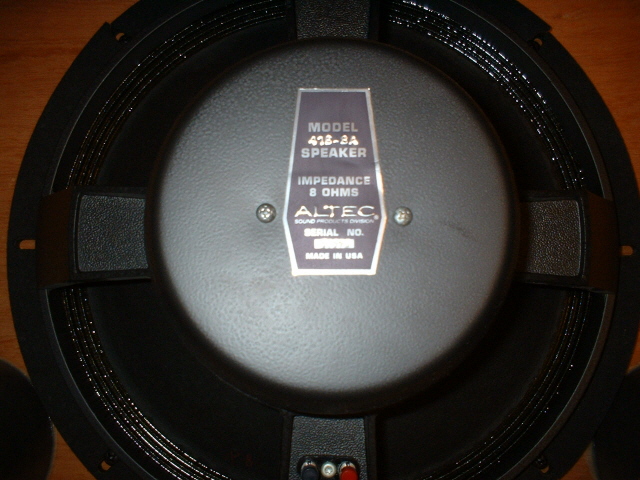 MODEL
SPEAKER
IMPEDANCE
8 OHMS
ALTEC®
SOUND PRODUCTS DIVISION
SERIAL NO.
MADE IN USA